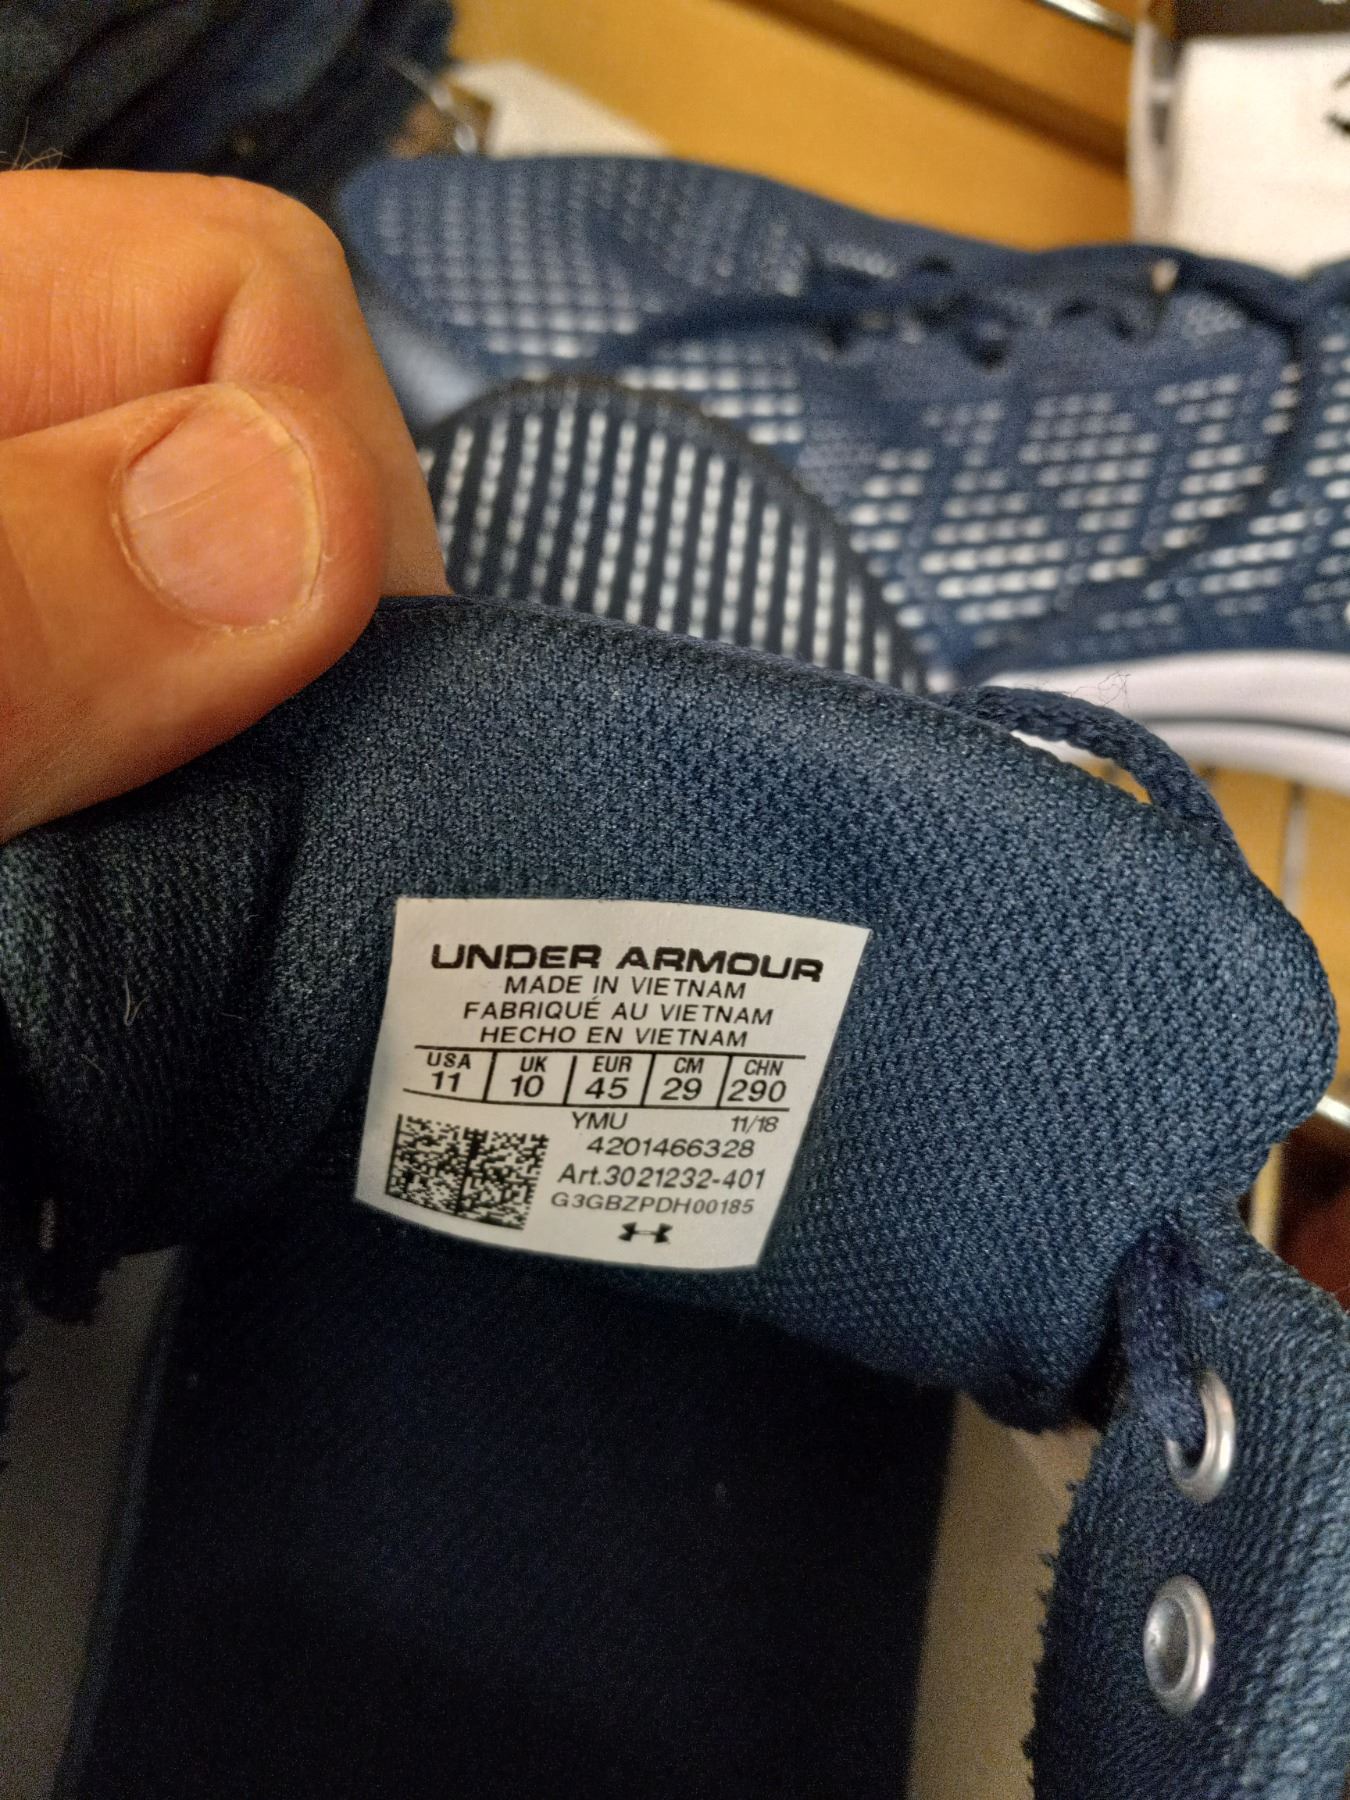 UNDER ARMOUR
MADE IN VIETNAM
FABRIQUÉ AU VIETNAM
HECHO EN VIETNAM
USA UK EUR CM CHN
11 10 45 29 290
YMU 11/18
4201466328
Art.3021232-401
G3GBZPDH00185